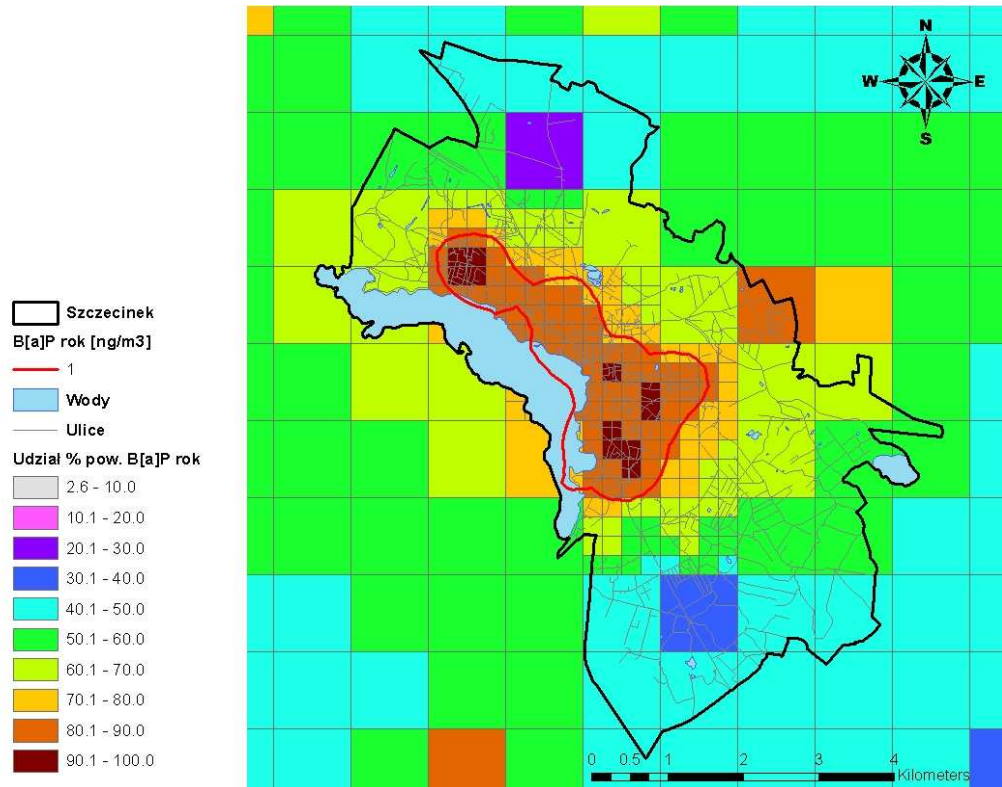 N
W
E
S
Szczecinek
B[a]P rok [ng/m3]
1
Wody
Ulice
Udział % pow. B[a]P rok
2.6 - 10.0
10.1 - 20.0
20.1 - 30.0
30.1 - 40.0
40.1 - 50.0
50.1 - 60.0
60.1 - 70.0
70.1 - 80.0
80.1 - 90.0
90.1 - 100.0
0 0.5 1 2 3 4
Kilometers